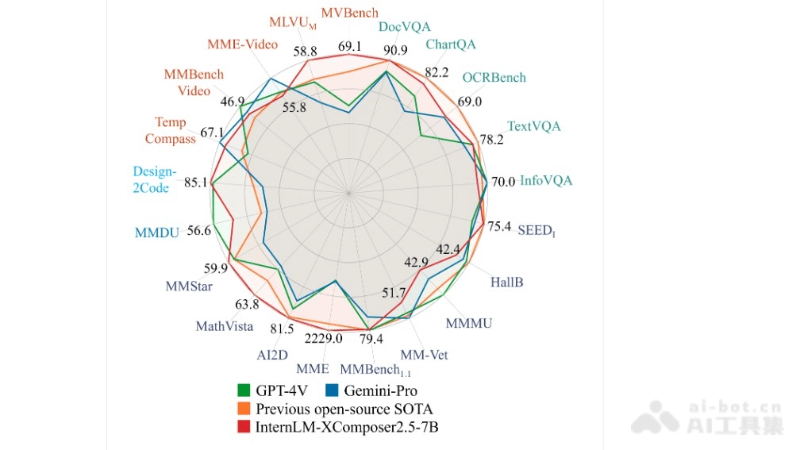 MVBench
MLVU_M
DocVQA
69.1
58.8
90.9
ChartQA
MME-Video
82.2
OCRBench
MMBench
Video
46.9
55.8
69.0
Temp
Compass
67.1
78.2
TextVQA
Design-
2Code
85.1
70.0
InfoVQA
75.4
SEED_I
MMDU
56.6
42.4
HallB
59.9
42.9
MMStar
63.8
51.7
MMMU
MathVista
81.5
2229.0
79.4
AI2D
MM-Vet
MME
MMBench_1.1
GPT-4V
Gemini-Pro
Previous open-source SOTA
InternLM-XComposer2.5-7B
ai-bot.cn
AI工具集